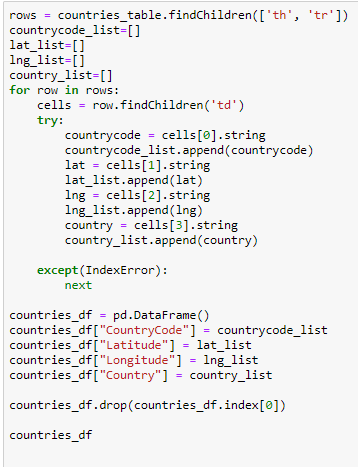 rows = countries_table.findChildren(['th', 'tr'])
countrycode_list=[]
lat_list=[]
lng_list=[]
country_list=[]
for row in rows:
    cells = row.findChildren('td')
    try:
        countrycode = cells[0].string
        countrycode_list.append(countrycode)
        lat = cells[1].string
        lat_list.append(lat)
        lng = cells[2].string
        lng_list.append(lng)
        country = cells[3].string
        country_list.append(country)

    except(IndexError):
        next

countries_df = pd.DataFrame()
countries_df["CountryCode"] = countrycode_list
countries_df["Latitude"] = lat_list
countries_df["Longitude"] = lng_list
countries_df["Country"] = country_list

countries_df.drop(countries_df.index[0])

countries_df